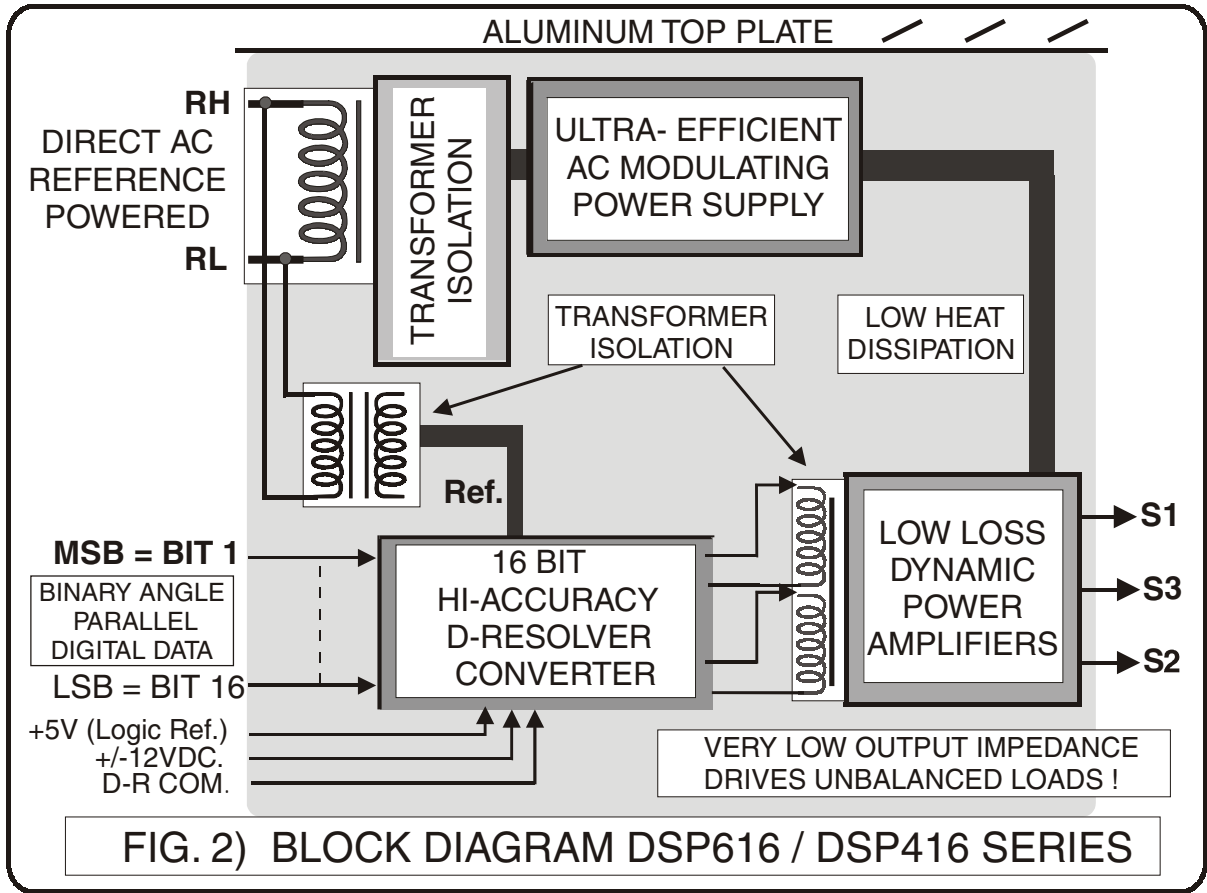 ALUMINUM TOP PLATE
RH
DIRECT AC
REFERENCE
POWERED
RL
TRANSFORMER
ISOLATION
ULTRA- EFFICIENT
AC MODULATING
POWER SUPPLY
TRANSFORMER
ISOLATION
LOW HEAT
DISSIPATION
Ref.
MSB = BIT 1
BINARY ANGLE
PARALLEL
DIGITAL DATA
LSB = BIT 16
+5V (Logic Ref.)
+/-12VDC.
D-R COM.
16 BIT
HI-ACCURACY
D-RESOLVER
CONVERTER
LOW LOSS
DYNAMIC
POWER
AMPLIFIERS
S1
S3
S2
VERY LOW OUTPUT IMPEDANCE
DRIVES UNBALANCED LOADS !
FIG. 2) BLOCK DIAGRAM DSP616 / DSP416 SERIES